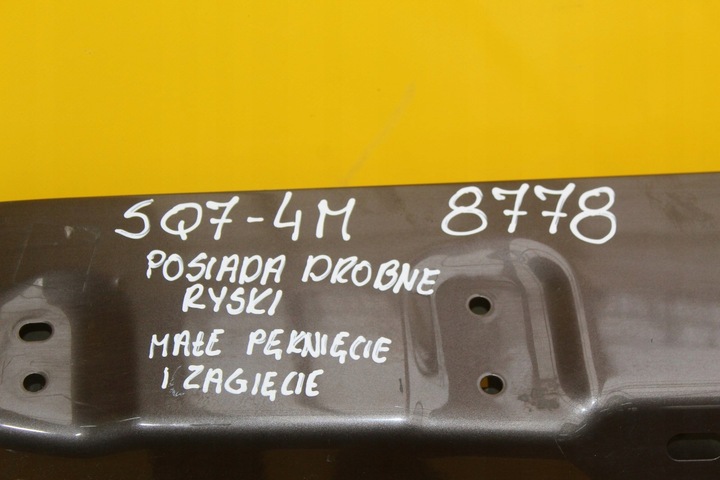 SQ7-4M 8778
POSIADA DROBNE
RYSKI
MAŁE PĘKNIĘCIE
I ZAGIĘCIE